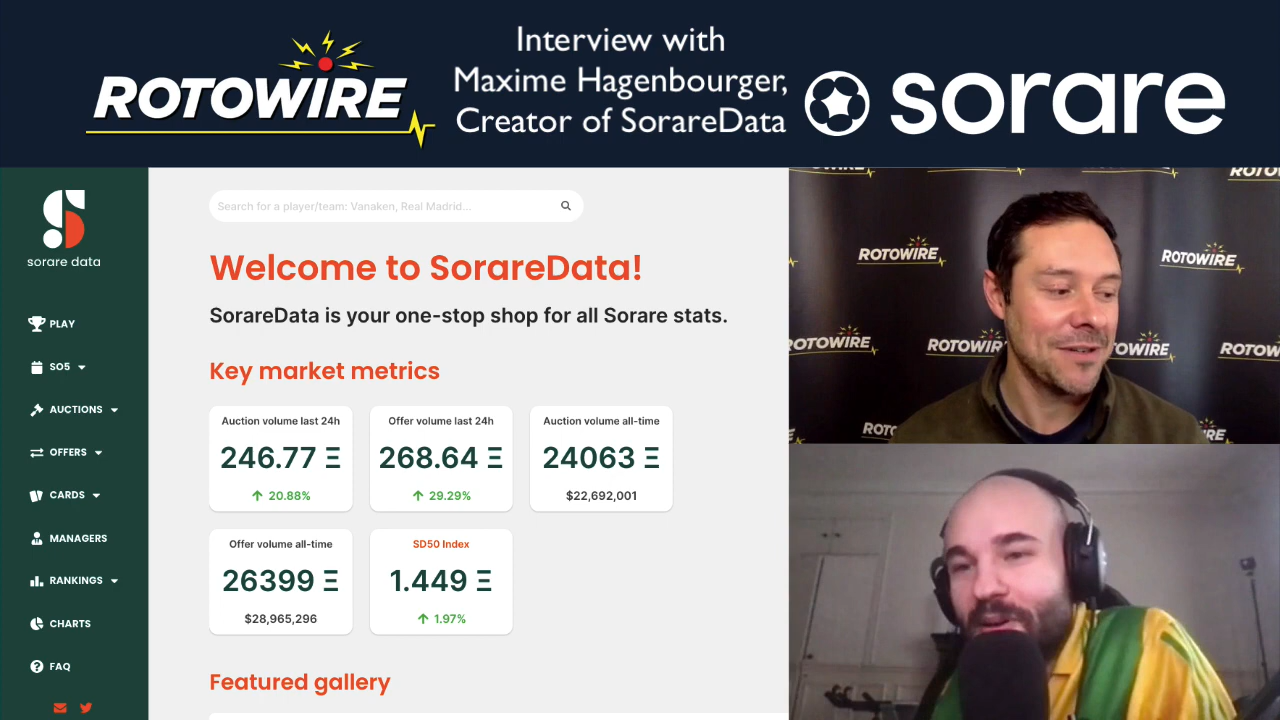 ROTOWIRE
Interview with
Maxime Hagenbourger,
Creator of SorareData
sorare
sorare data
PLAY
SO5
AUCTIONS
OFFERS
CARDS
MANAGERS
RANKINGS
CHARTS
FAQ
Search for a player/team: Vanaken, Real Madrid...
Welcome to SorareData!
SorareData is your one-stop shop for all Sorare stats.
Key market metrics
Auction volume last 24h
246.77 Ξ
20.88%
Offer volume last 24h
268.64 Ξ
29.29%
Auction volume all-time
24063 Ξ
$22,692,001
Offer volume all-time
26399 Ξ
$28,965,296
SD50 Index
1.449 Ξ
1.97%
Featured gallery
ROTOWIRE
ROTOWIRE
ROTOWIRE
ROTOWIRE
OTOWIRE
ROTOW
ROTO
RE